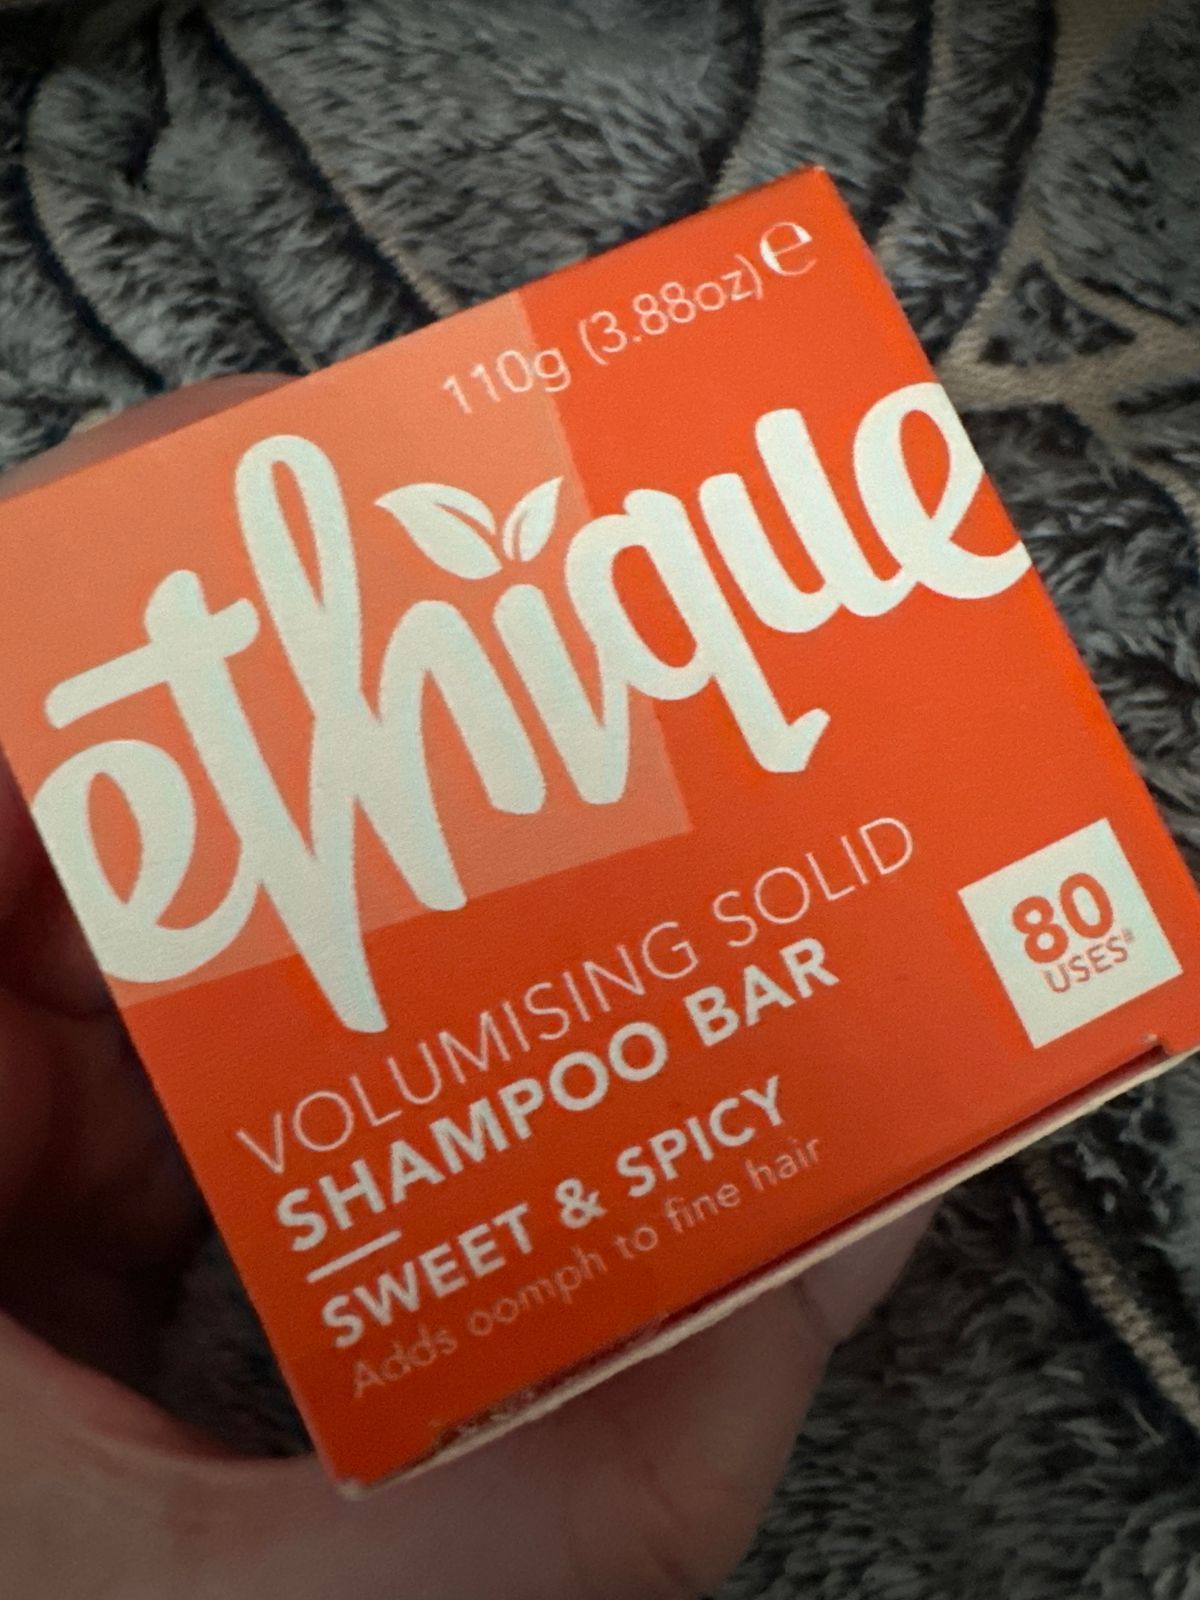 110g (3.88oz) ℮
ethique
VOLUMISING SOLID
SHAMPOO BAR
SWEET & SPICY
Adds oomph to fine hair
80
USES#